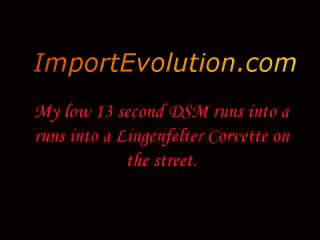 ImportEvolution.com
My low 13 second DSM runs into a
runs into a Lingenfelter Corvette on
the street.